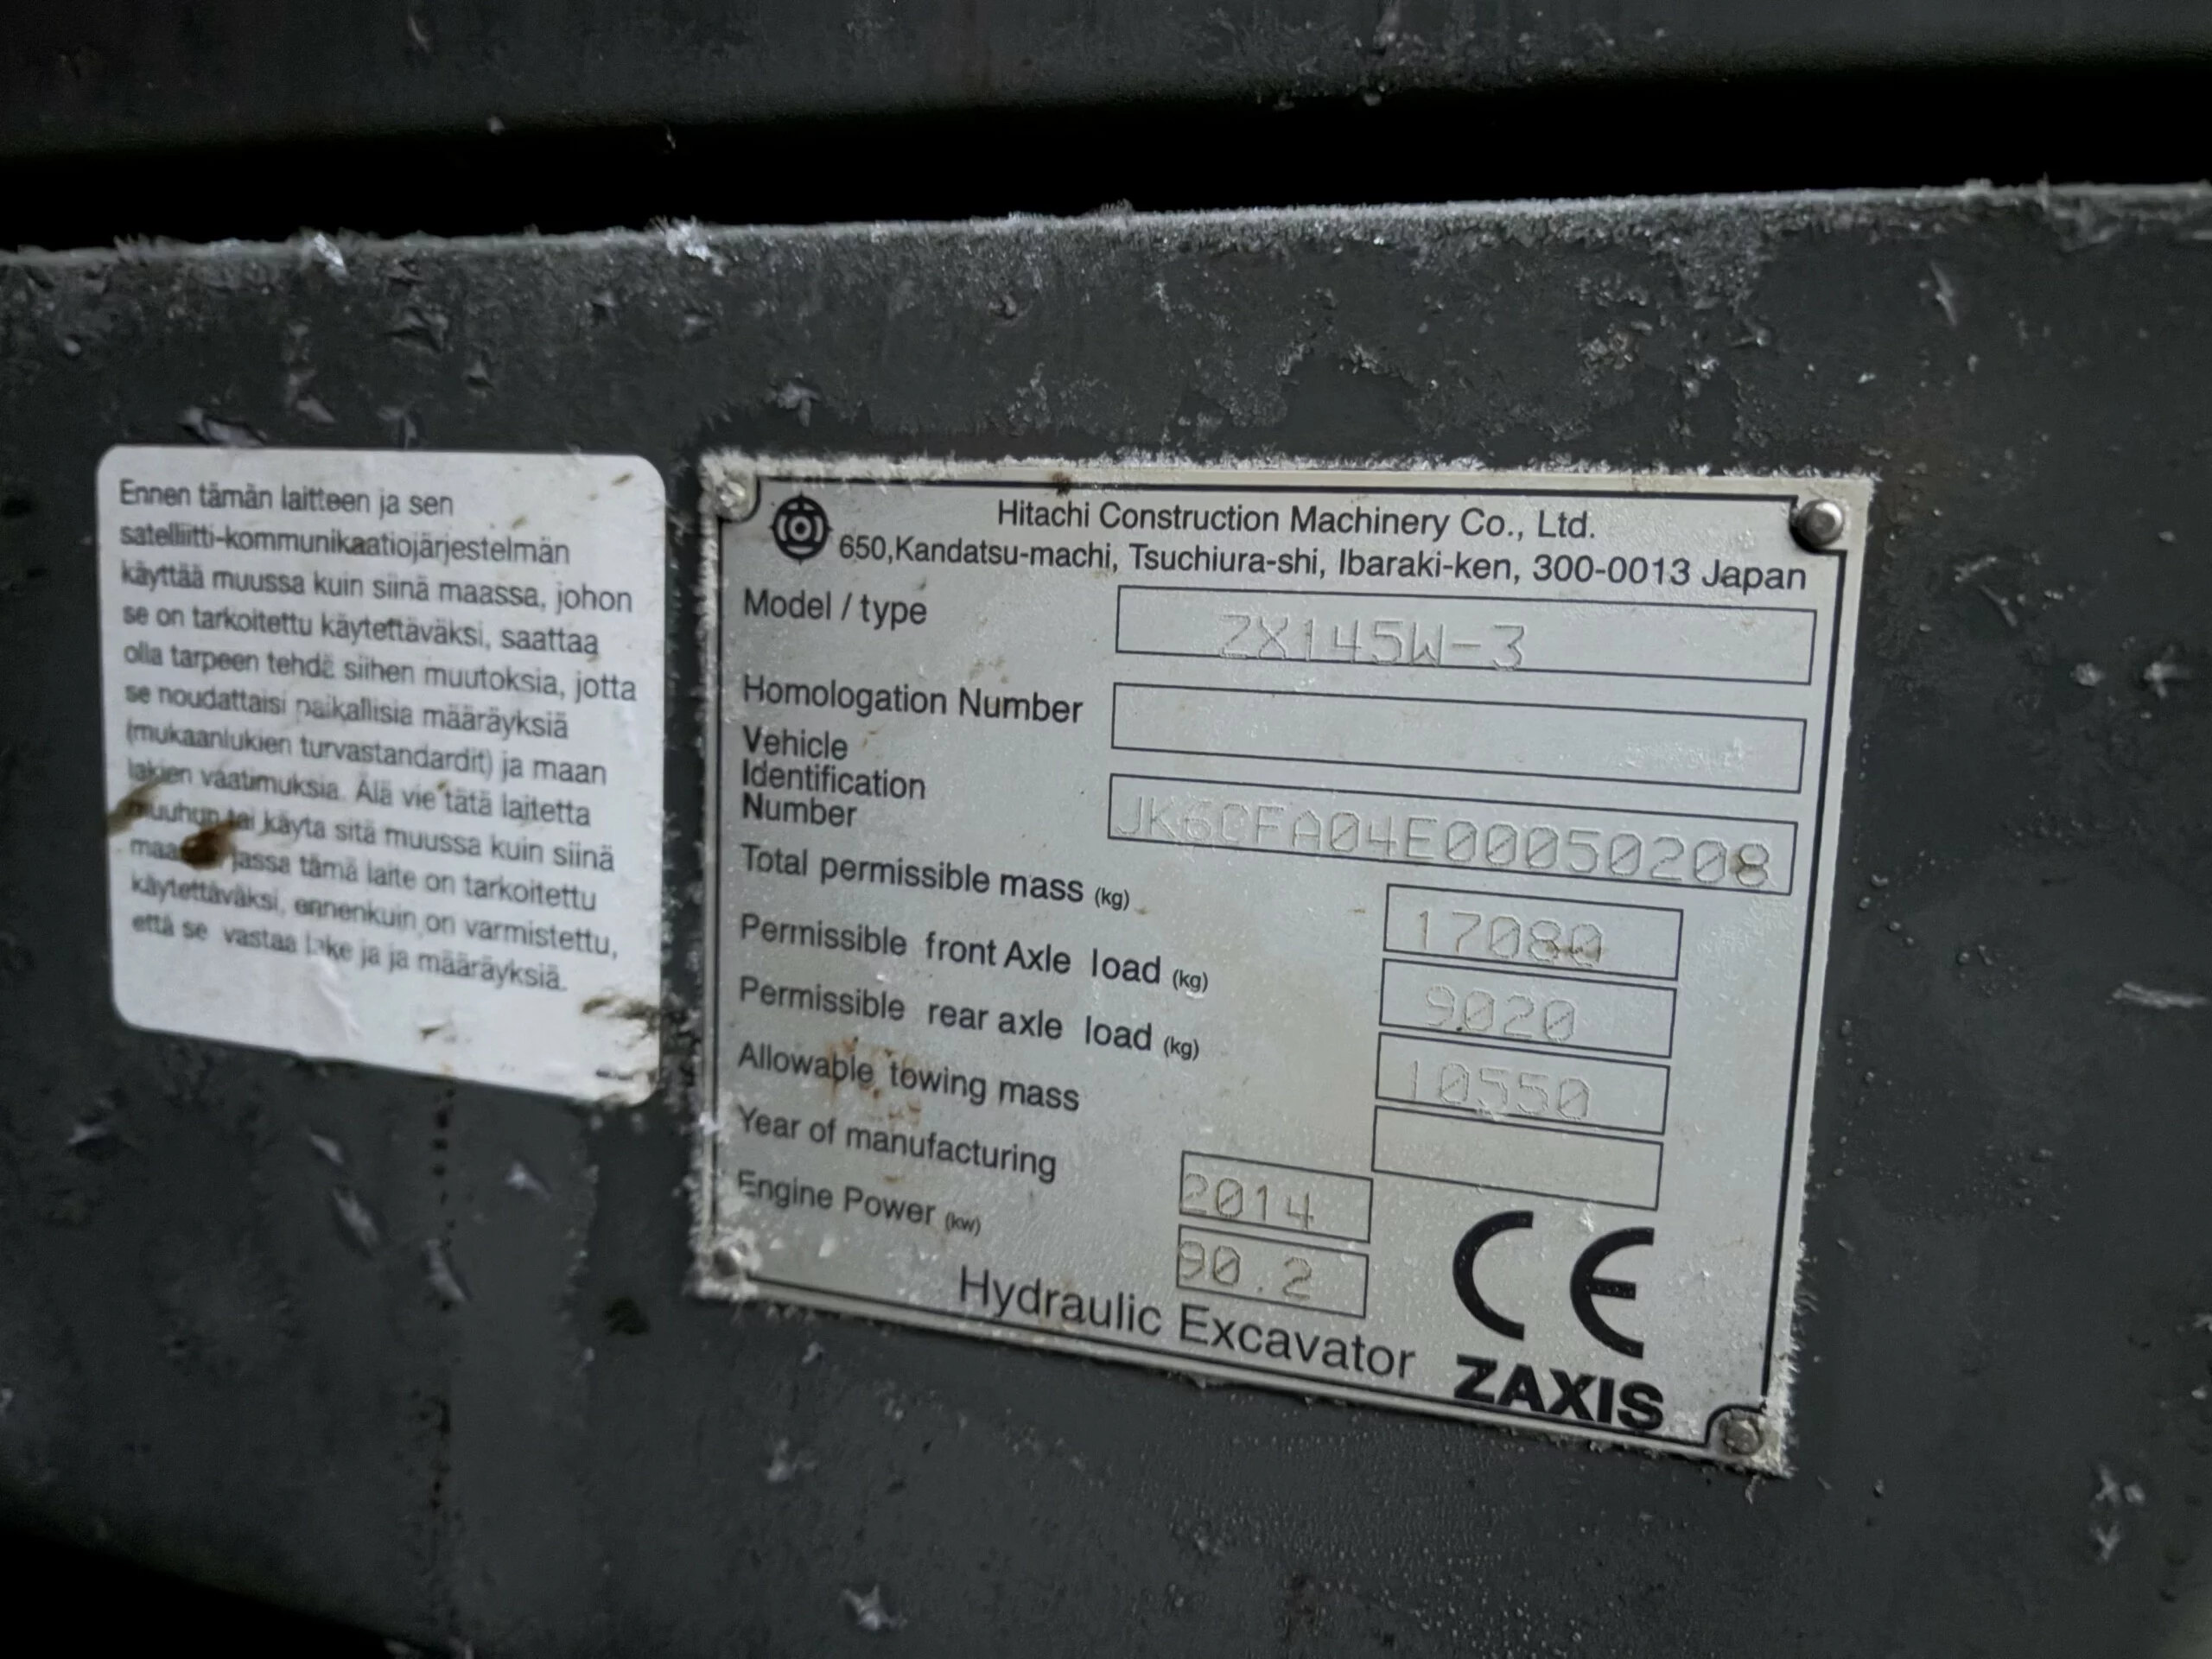 Ennen tämän laitteen ja sen
satelliitti-kommunikaatiojärjestelmän
käyttää muussa kuin siinä maassa, johon
se on tarkoitettu käytettäväksi, saattaa
olla tarpeen tehdä siihen muutoksia, jotta
se noudattaisi paikallisia määräyksiä
(mukaanlukien turvastandardit) ja maan
lakien vaatimuksia. Älä vie tätä laitetta
muuhun tai käytä sitä muussa kuin siinä
jassa tämä laite on tarkoitettu
käytettäväksi, ennenkuin on varmistettu,
että se vastaa ja ja määräyksiä.
Hitachi Construction Machinery Co., Ltd.
650,Kandatsu-machi, Tsuchiura-shi, Ibaraki-ken, 300-0013 Japan
Model / type ZX145W-3
Homologation Number
Vehicle
Identification
Number JK6CFA04E00050208
Total permissible mass (kg) 17080
Permissible front Axle load (kg) 9020
Permissible rear axle load (kg) 10550
Allowable towing mass
Year of manufacturing 2014
Engine Power (kw) 90.2
CE
Hydraulic Excavator ZAXIS